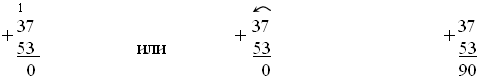 1
37 37 37
+ + +
53 или 53 53
0 0 90